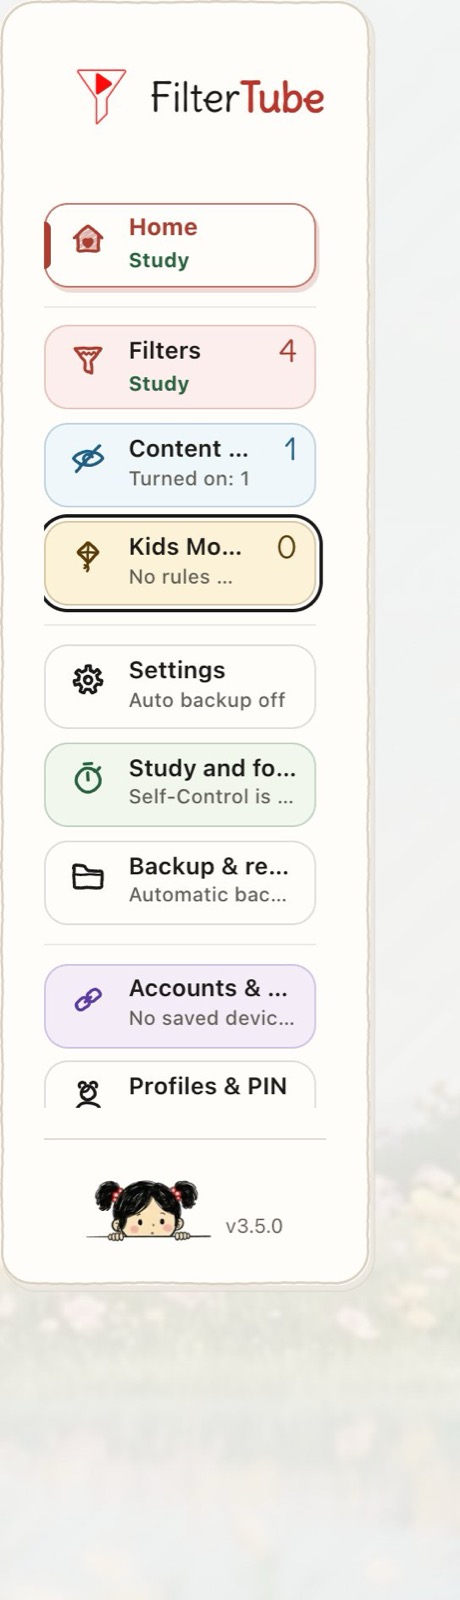 FilterTube
Home
Study
Filters
4
Study
Content ...
1
Turned on: 1
Kids Mo...
0
No rules ...
Settings
Auto backup off
Study and fo...
Self-Control is ...
Backup & re...
Automatic bac...
Accounts & ...
No saved devic...
Profiles & PIN
v3.5.0